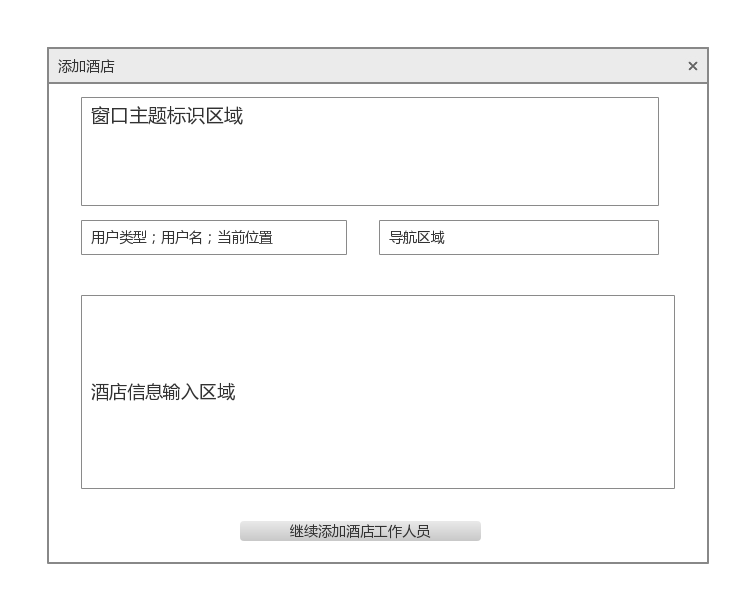 添加酒店
窗口主题标识区域
用户类型；用户名；当前位置
导航区域
酒店信息输入区域
继续添加酒店工作人员